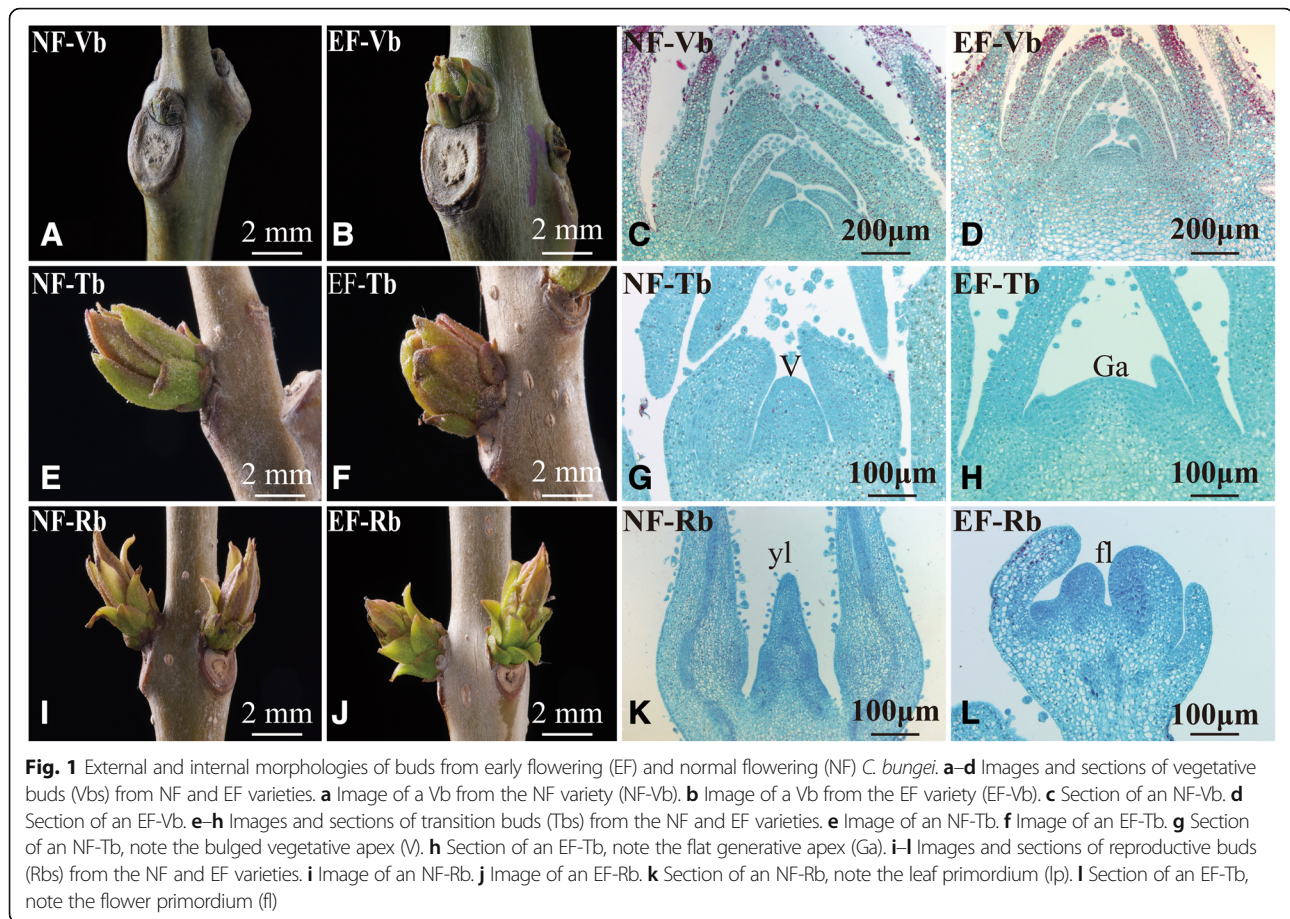 NF-Vb
EF-Vb
NF-Vb
EF-Vb
A
2 mm
B
2 mm
C
200μm
D
200μm
NF-Tb
EF-Tb
NF-Tb
EF-Tb
V
Ga
E
2 mm
F
2 mm
G
100μm
H
100μm
NF-Rb
EF-Rb
NF-Rb
EF-Rb
yl
fl
I
2 mm
J
2 mm
K
100μm
L
100μm
Fig. 1 External and internal morphologies of buds from early flowering (EF) and normal flowering (NF) C. bungei. a–d Images and sections of vegetative
buds (Vbs) from NF and EF varieties. a Image of a Vb from the NF variety (NF-Vb). b Image of a Vb from the EF variety (EF-Vb). c Section of an NF-Vb. d
Section of an EF-Vb. e–h Images and sections of transition buds (Tbs) from the NF and EF varieties. e Image of an NF-Tb. f Image of an EF-Tb. g Section
of an NF-Tb, note the bulged vegetative apex (V). h Section of an EF-Tb, note the flat generative apex (Ga). i–l Images and sections of reproductive buds
(Rbs) from the NF and EF varieties. i Image of an NF-Rb. j Image of an EF-Rb. k Section of an NF-Rb, note the leaf primordium (lp). l Section of an EF-Tb,
note the flower primordium (fl)